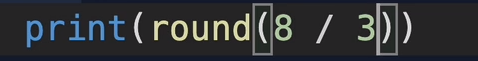 print(round(8 / 3))